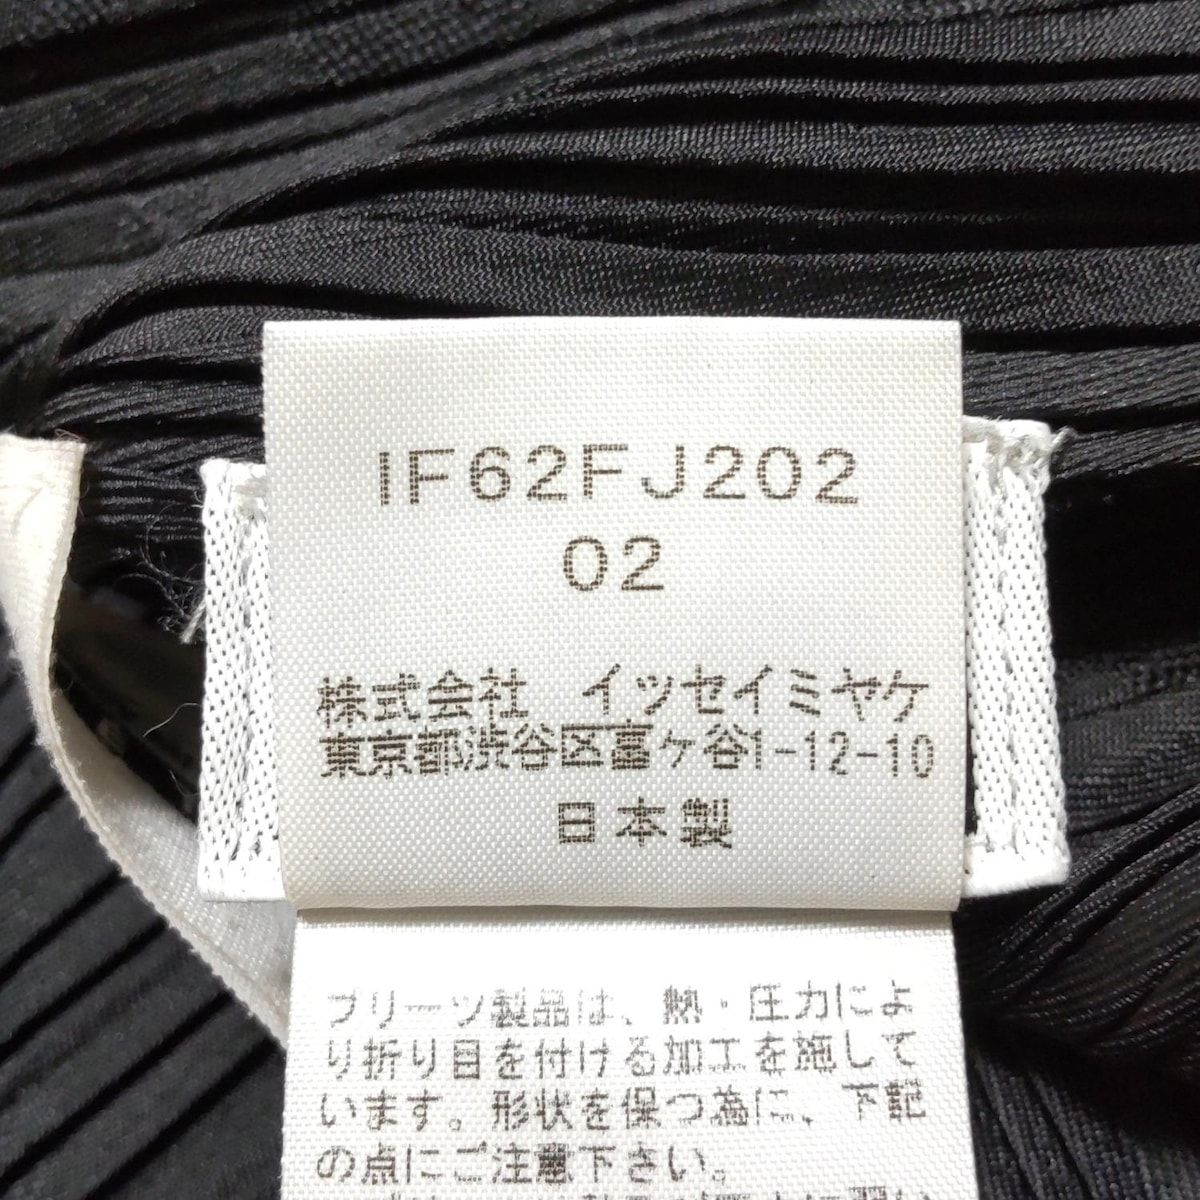 IF62FJ202
02
株式会社 イッセイミヤケ
東京都渋谷区富ヶ谷1-12-10
日本製
プリーツ製品は、熱・圧力によ
り折り目を付ける加工を施して
います。形状を保つ為に、下記
の点にご注意下さい。